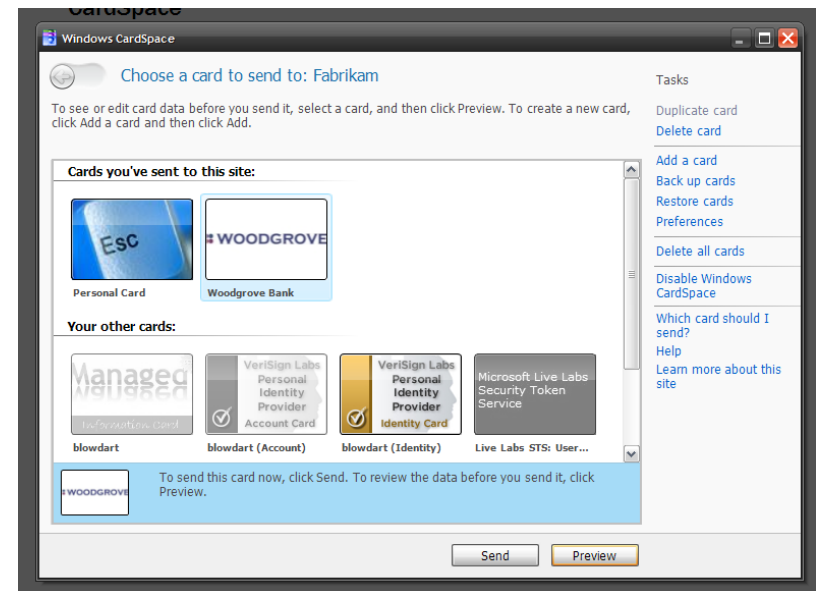 CardSpace
Windows CardSpace
Choose a card to send to: Fabrikam
To see or edit card data before you send it, select a card, and then click Preview. To create a new card,
click Add a card and then click Add.
Cards you've sent to this site:
Esc
WOODGROVE
Personal Card
Woodgrove Bank
Your other cards:
Managed
Information Card
VeriSign Labs
Personal
Identity
Provider
Account Card
VeriSign Labs
Personal
Identity
Provider
Identity Card
Microsoft Live Labs
Security Token
Service
blowdart
blowdart (Account)
blowdart (Identity)
Live Labs STS: User...
WOODGROVE
To send this card now, click Send. To review the data before you send it, click
Preview.
Send
Preview
Tasks
Duplicate card
Delete card
Add a card
Back up cards
Restore cards
Preferences
Delete all cards
Disable Windows
CardSpace
Which card should I
send?
Help
Learn more about this
site